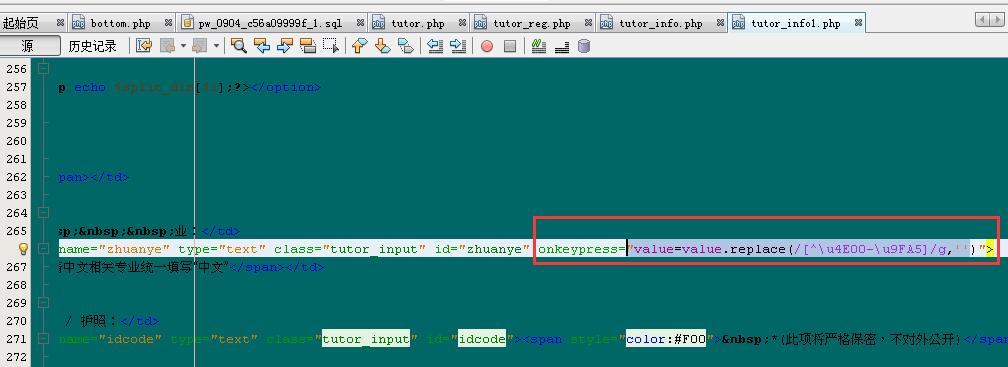 起始页 bottom.php pw_0904_c56a09999f_1.sql tutor.php tutor_reg.php tutor_info.php tutor_info1.php
源 历史记录
256
257 p echo $split_dir[$i];?></option>
258
259
260
261
262 pan></td>
263
264
265 sp;&nbsp;&nbsp;业：</td>
name="zhuanye" type="text" class="tutor_input" id="zhuanye" onkeypress="value=value.replace(/[^\u4E00-\u9FA5]/g,'')">
267 中文相关专业统一填写"中文"</span></td>
268
269
270 / 护照：</td>
271 name="idcode" type="text" class="tutor_input" id="idcode"><span style="color:#F00">&nbsp;*(此项将严格保密，不对外公开)</span
272